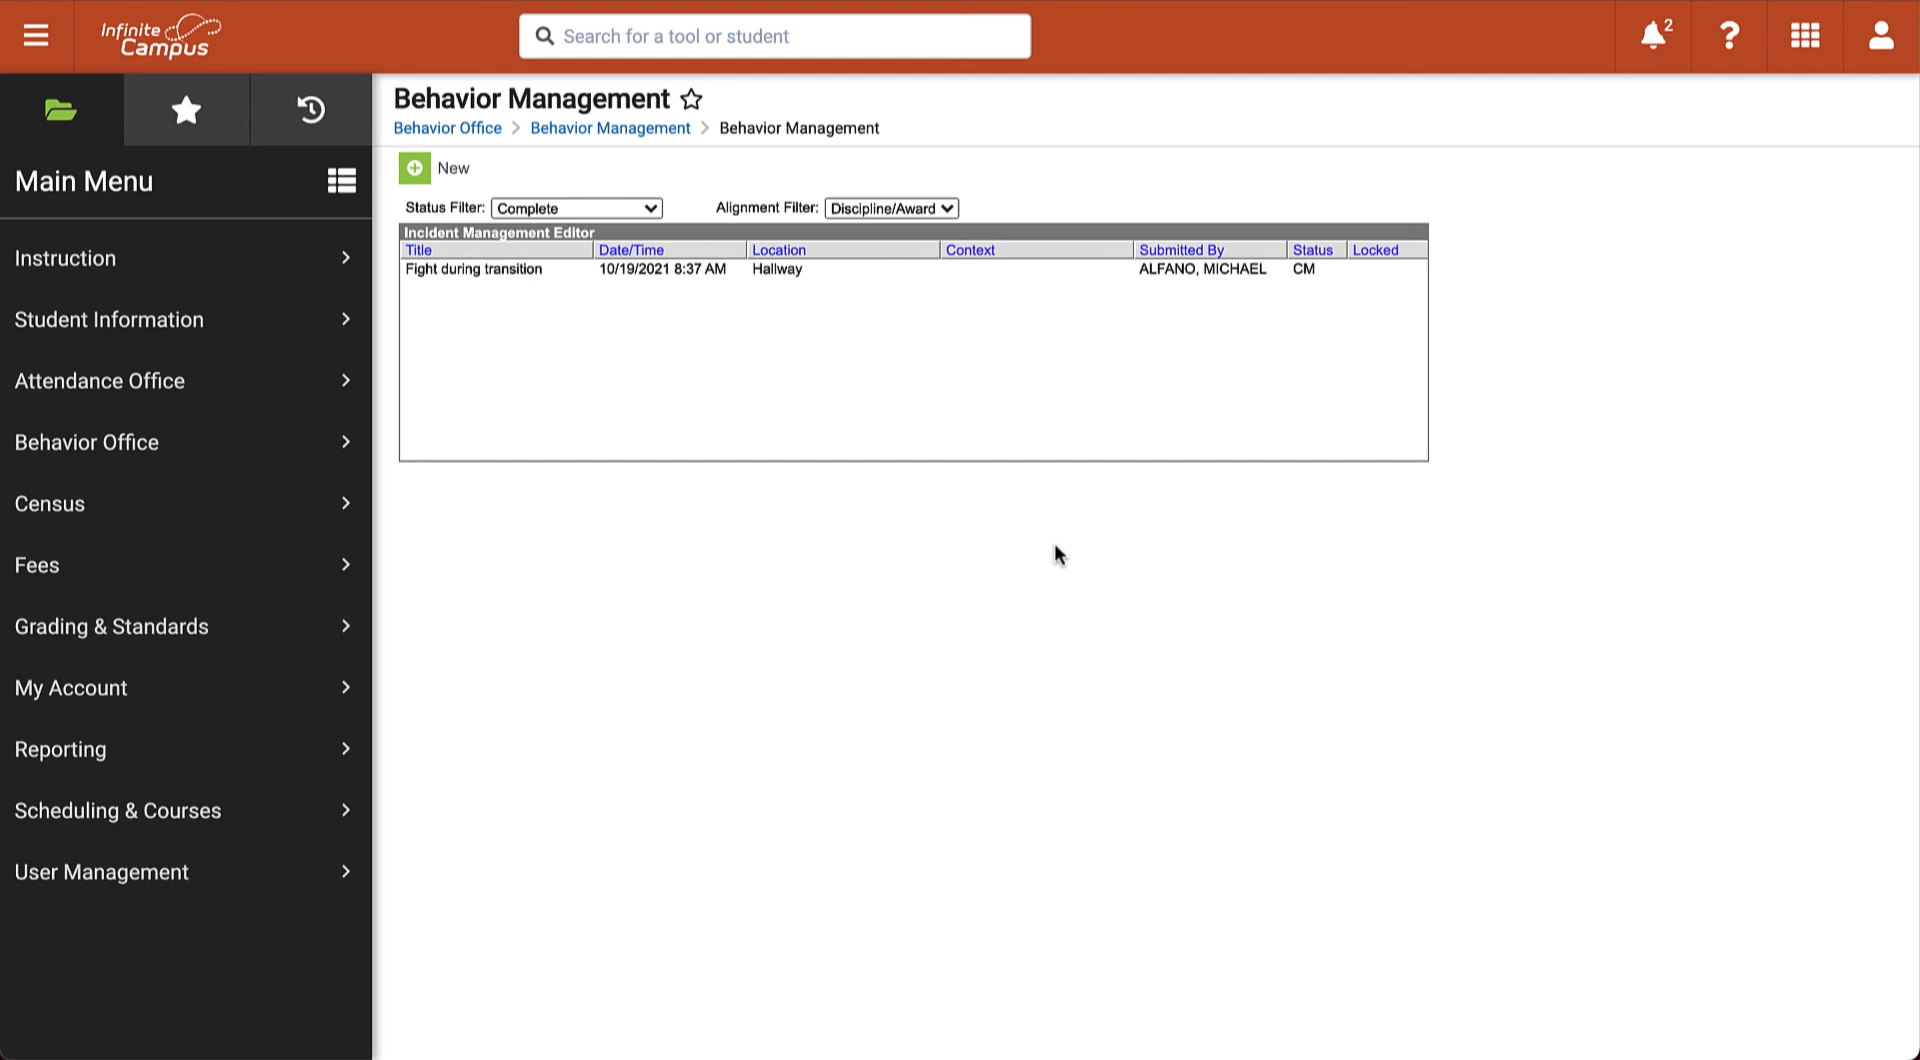 Infinite Campus
Search for a tool or student
2
?
Main Menu
Instruction
Student Information
Attendance Office
Behavior Office
Census
Fees
Grading & Standards
My Account
Reporting
Scheduling & Courses
User Management
Behavior Management
Behavior Office > Behavior Management > Behavior Management
New
Status Filter: Complete Alignment Filter: Discipline/Award
Incident Management Editor
Title Date/Time Location Context Submitted By Status Locked
Fight during transition 10/19/2021 8:37 AM Hallway ALFANO, MICHAEL CM